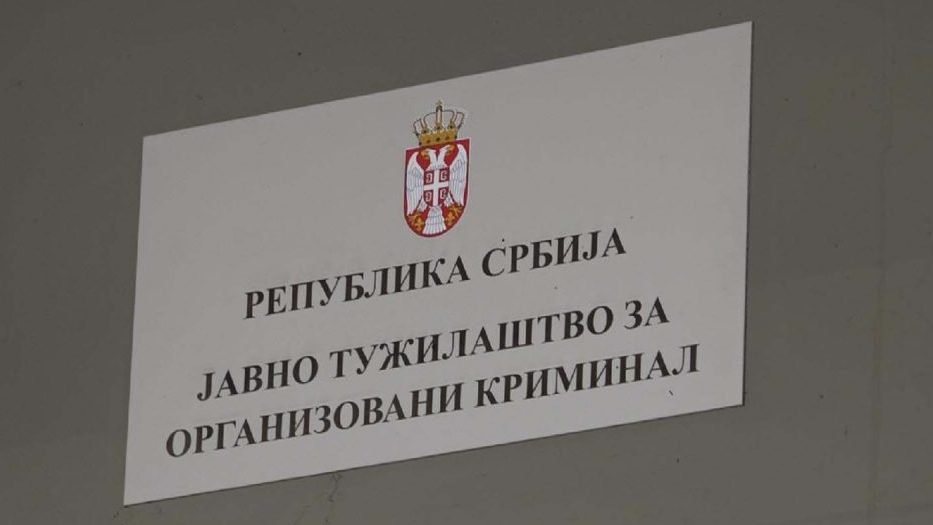 РЕПУБЛИКА СРБИЈА
ЈАВНО ТУЖИЛАШТВО ЗА
ОРГАНИЗОВАНИ КРИМИНАЛ